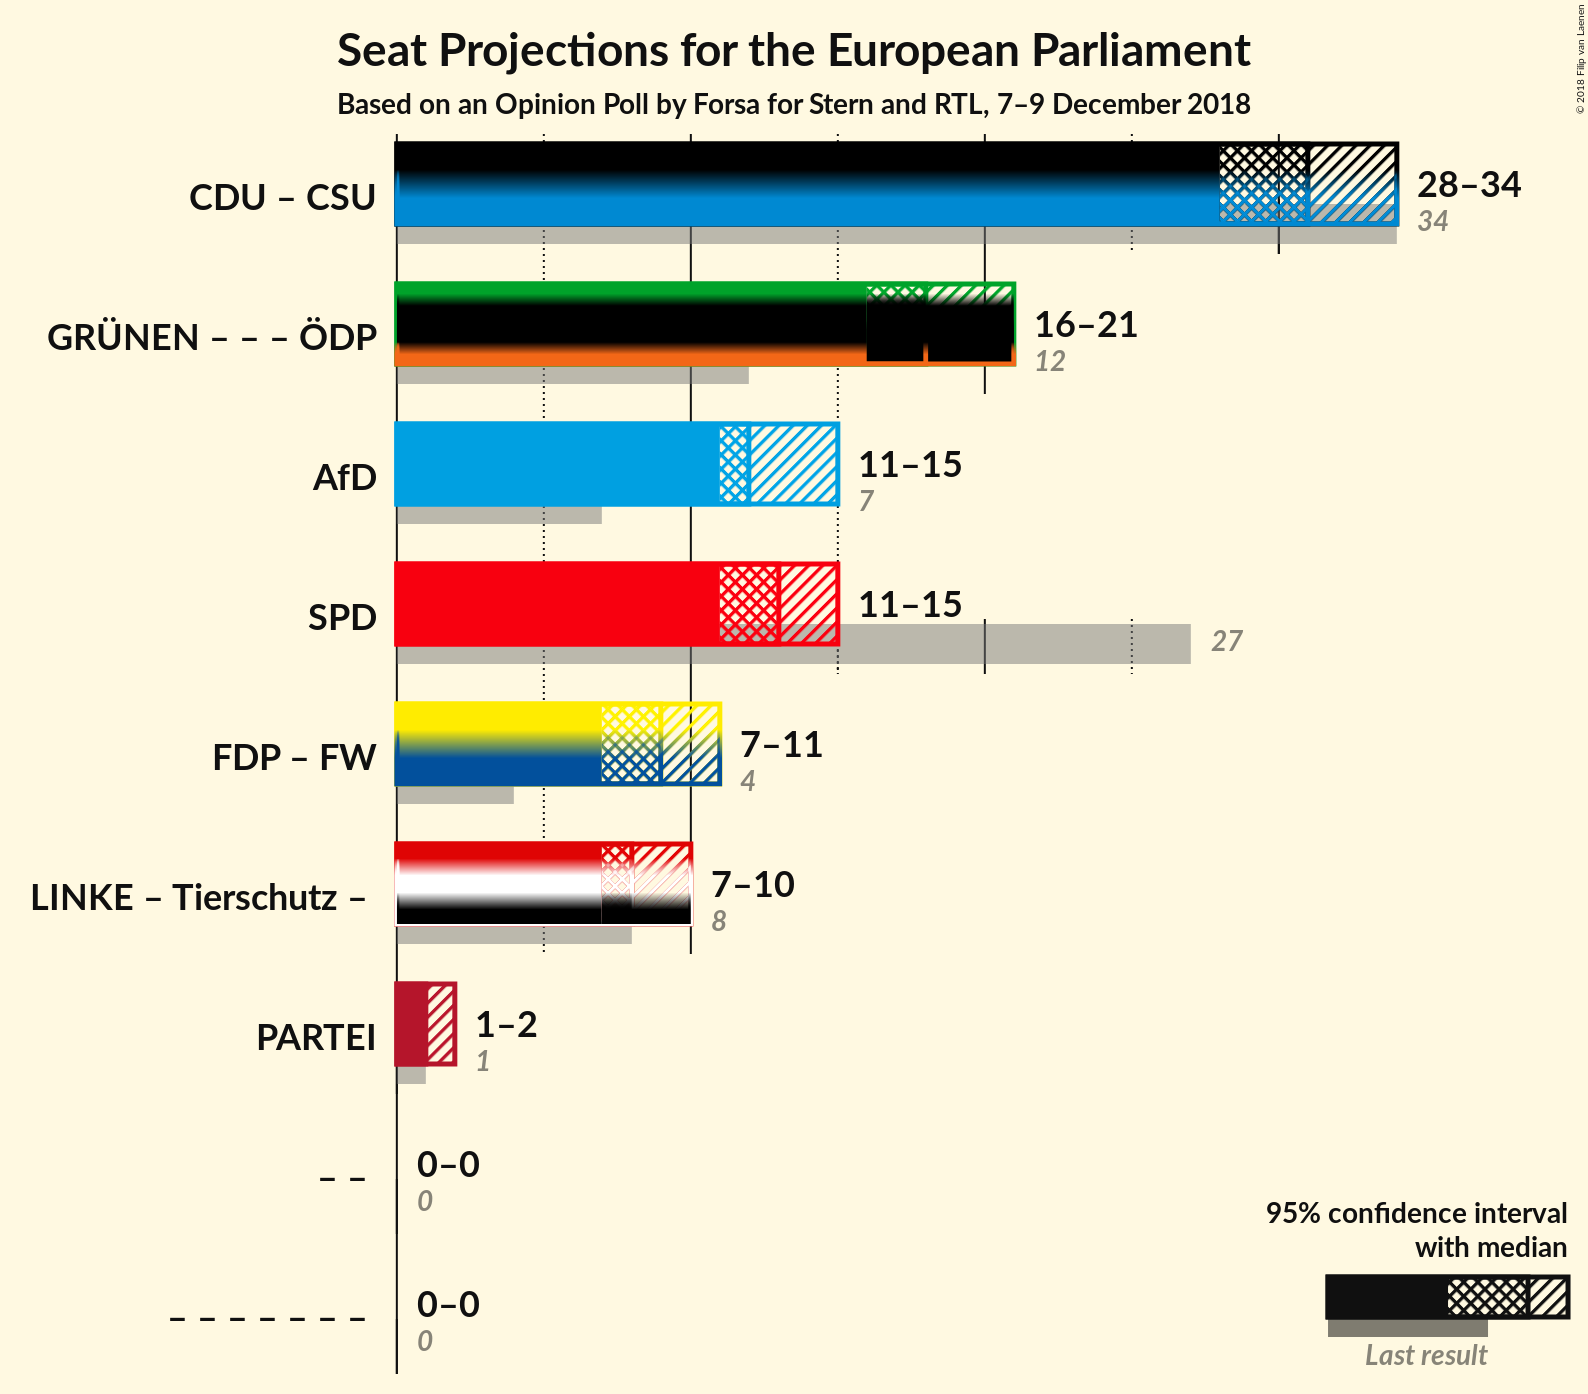 Seat Projections for the European Parliament
Based on an Opinion Poll by Forsa for Stern and RTL, 7–9 December 2018
© 2018 Filip van Laenen
CDU – CSU
28–34
34
GRÜNEN – – – ÖDP
16–21
12
AfD
11–15
7
SPD
11–15
27
FDP – FW
7–11
4
LINKE – Tierschutz –
7–10
8
PARTEI
1–2
1
– –
0–0
0
– – – – – – –
0–0
0
95% confidence interval
with median
Last result